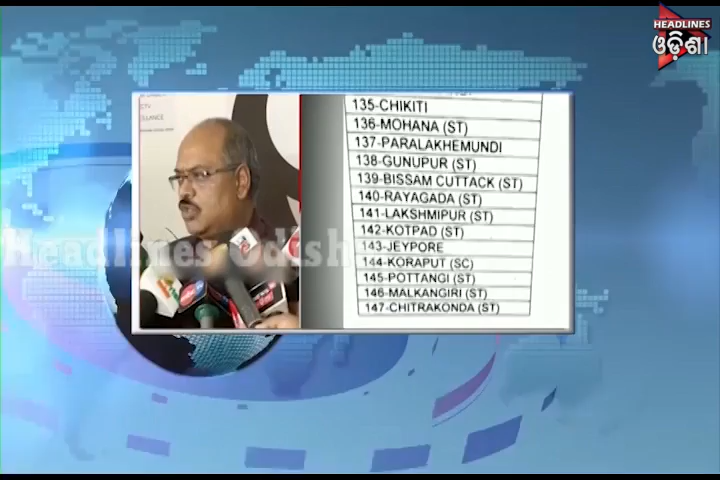 HEADLINES
ଓଡ଼ିଶା
135-CHIKITI
136-MOHANA (ST)
137-PARALAKHEMUNDI
138-GUNUPUR (ST)
139-BISSAM CUTTACK (ST)
140-RAYAGADA (ST)
141-LAKSHMIPUR (ST)
142-KOTPAD (ST)
143-JEYPORE
144-KORAPUT (SC)
145-POTTANGI (ST)
146-MALKANGIRI (ST)
147-CHITRAKONDA (ST)
Headlines Odisha